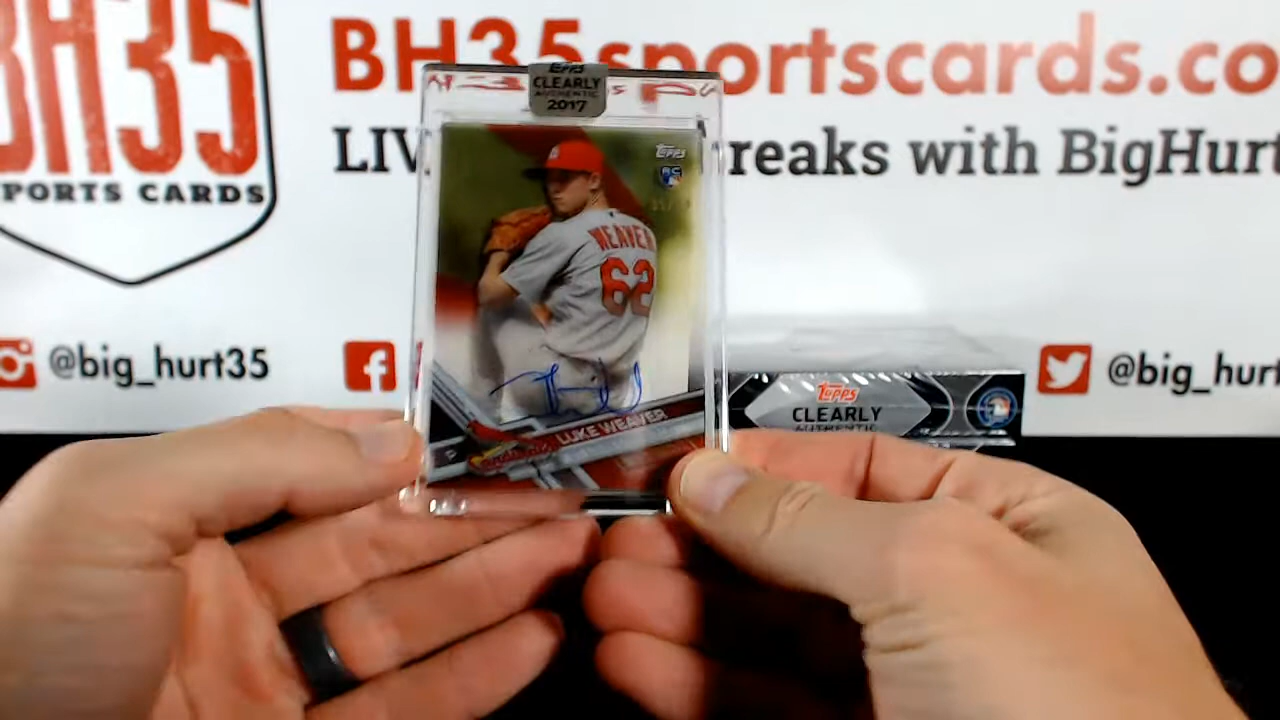 BH35
SPORTS CARDS
BH35sportscards.co
LIV reaks with BigHurt
@big_hurt35
@big_hurt
TOPPS
CLEARLY
AUTHENTIC
2017
TOPPS
RC
WEAVER
62
LUKE WEAVER
P
TOPPS
CLEARLY
AUTHENTIC